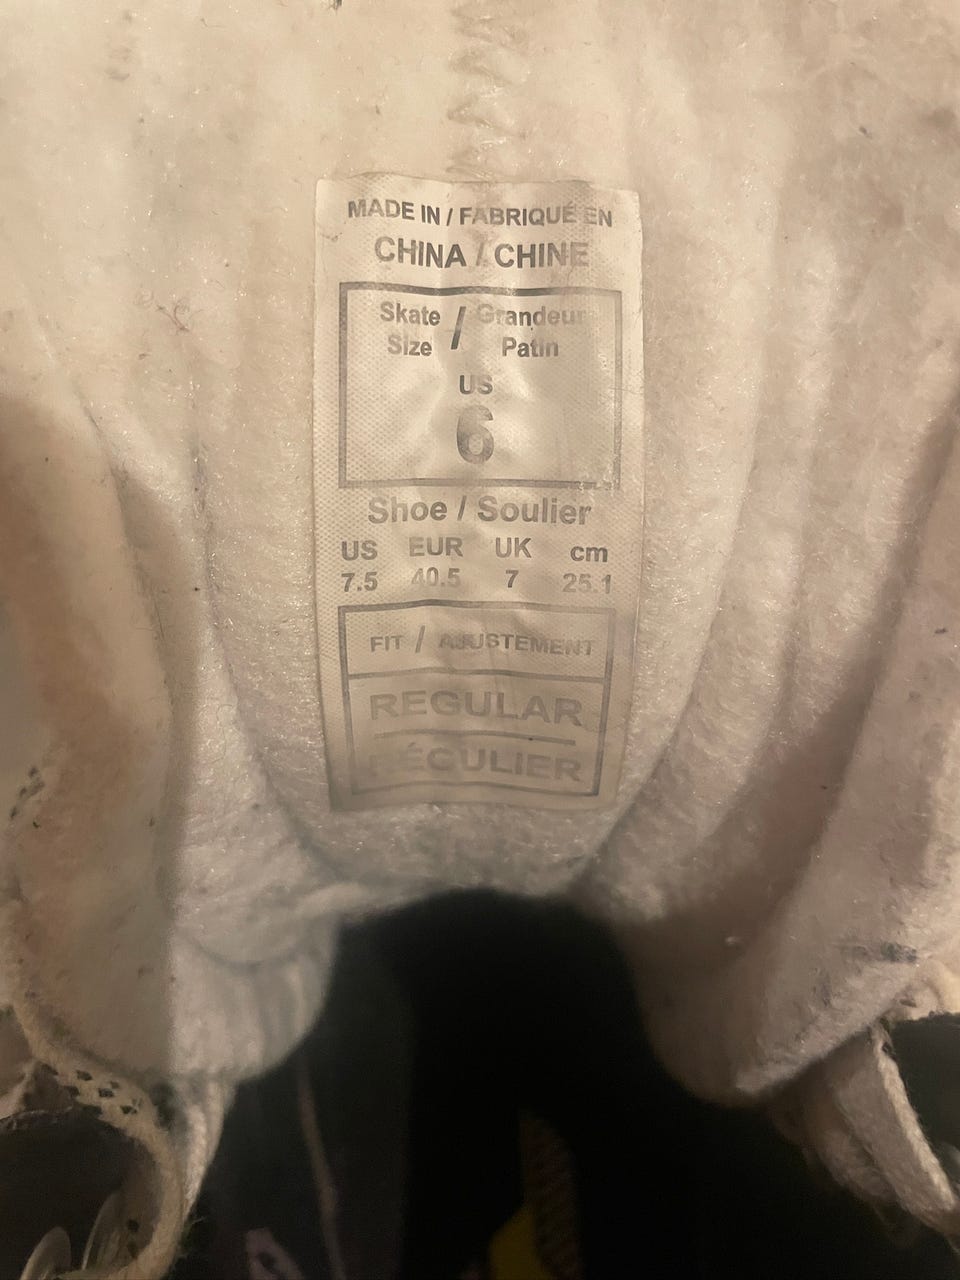 MADE IN / FABRIQUÉ EN
CHINA / CHINE
Skate Size / Grandeur Patin
US
6
Shoe / Soulier
US EUR UK cm
7.5 40.5 7 25.1
FIT / AJUSTEMENT
REGULAR
RÉGULIER